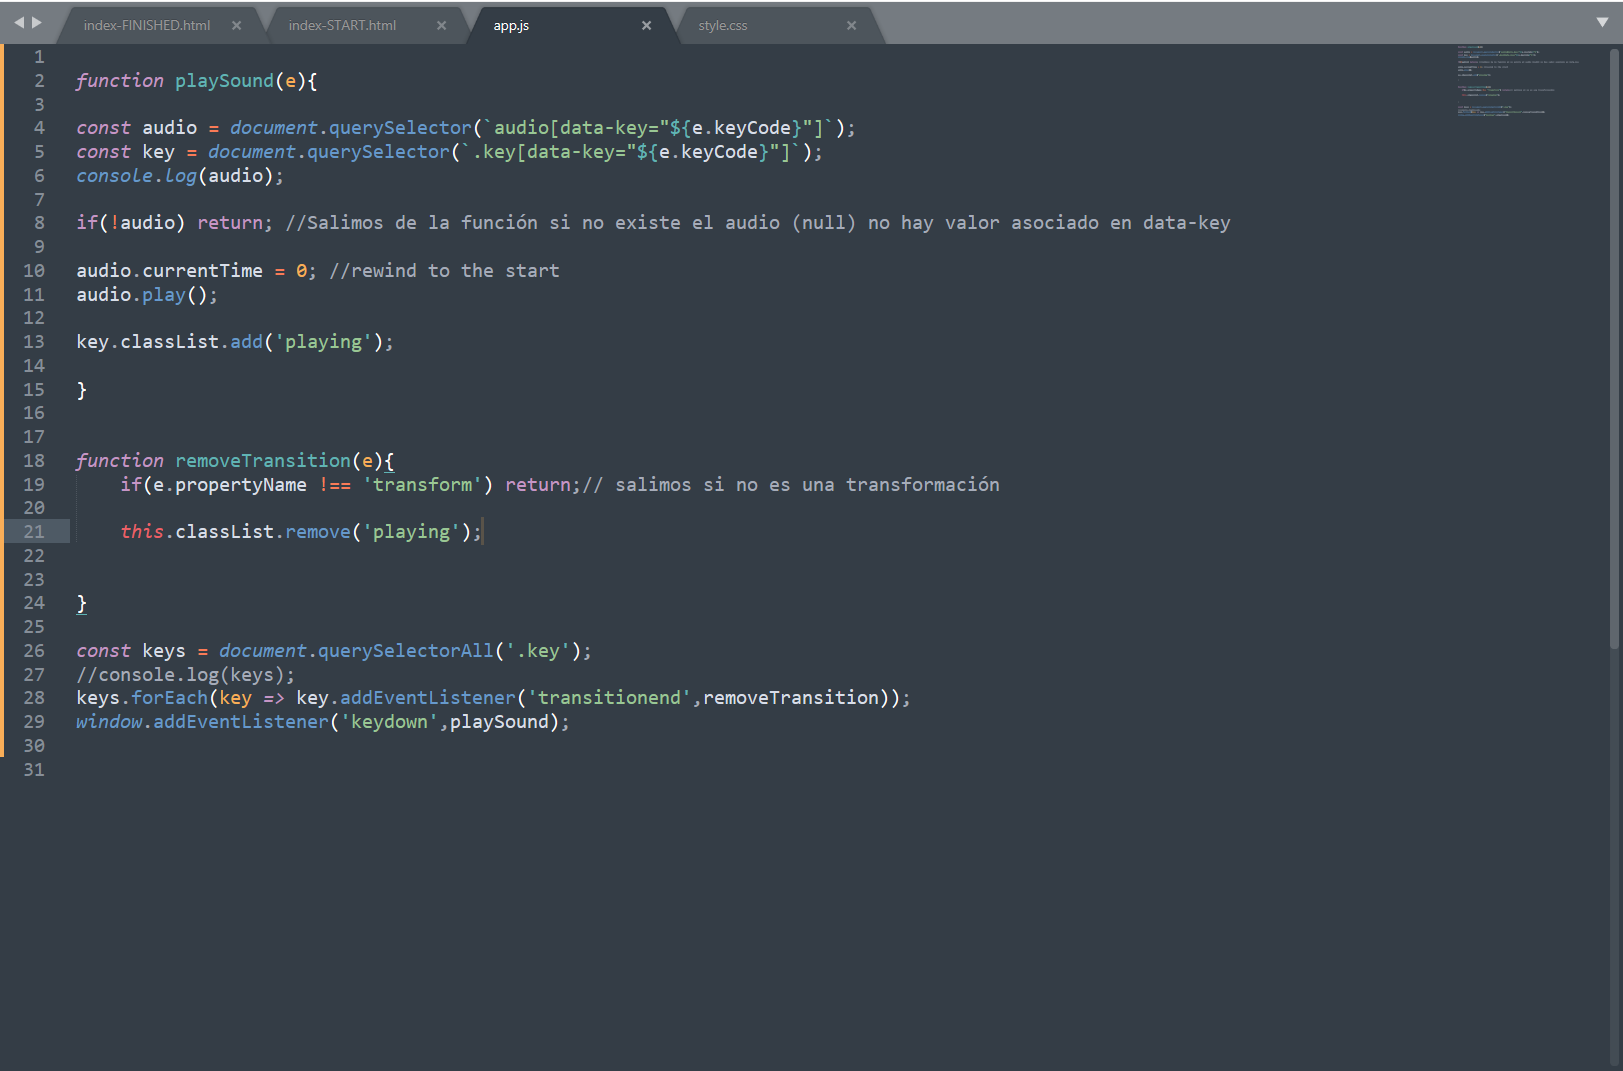 index-FINISHED.html × index-START.html × app.js × style.css ×
1
2 function playSound(e){
3
4 const audio = document.querySelector(`audio[data-key="${e.keyCode}"]`);
5 const key = document.querySelector(`.key[data-key="${e.keyCode}"]`);
6 console.log(audio);
7
8 if(!audio) return; //Salimos de la función si no existe el audio (null) no hay valor asociado en data-key
9
10 audio.currentTime = 0; //rewind to the start
11 audio.play();
12
13 key.classList.add('playing');
14
15 }
16
17
18 function removeTransition(e){
19     if(e.propertyName !== 'transform') return;// salimos si no es una transformación
20
21     this.classList.remove('playing');
22
23
24 }
25
26 const keys = document.querySelectorAll('.key');
27 //console.log(keys);
28 keys.forEach(key => key.addEventListener('transitionend',removeTransition));
29 window.addEventListener('keydown',playSound);
30
31